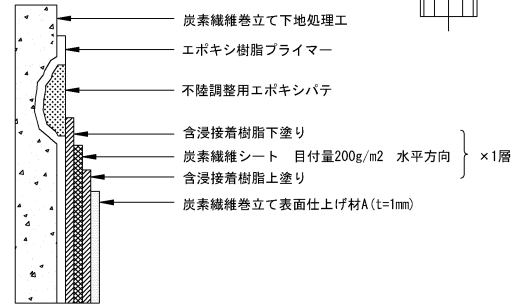 炭素繊維巻立て下地処理工
エポキシ樹脂プライマー
不陸調整用エポキシパテ
含浸接着樹脂下塗り
炭素繊維シート 目付量200g/m2 水平方向 ×1層
含浸接着樹脂上塗り
炭素繊維巻立て表面仕上げ材A(t=1mm)